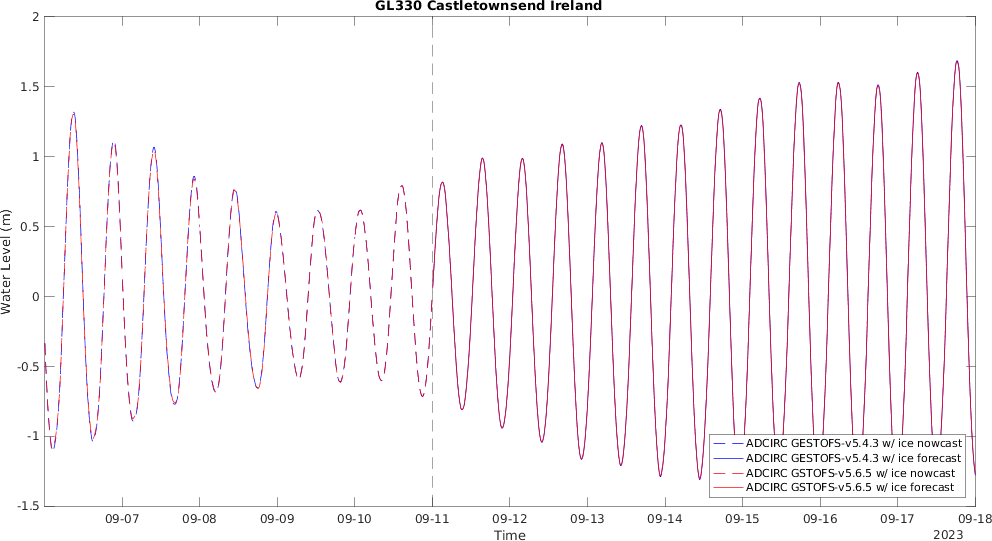 GL330 Castletownsend Ireland
2
1.5
1
0.5
0
-0.5
-1
-1.5
Water Level (m)
ADCIRC GESTOFS-v5.4.3 w/ ice nowcast
ADCIRC GESTOFS-v5.4.3 w/ ice forecast
ADCIRC GSTOFS-v5.6.5 w/ ice nowcast
ADCIRC GSTOFS-v5.6.5 w/ ice forecast
09-07 09-08 09-09 09-10 09-11 09-12 09-13 09-14 09-15 09-16 09-17 09-18
Time
2023